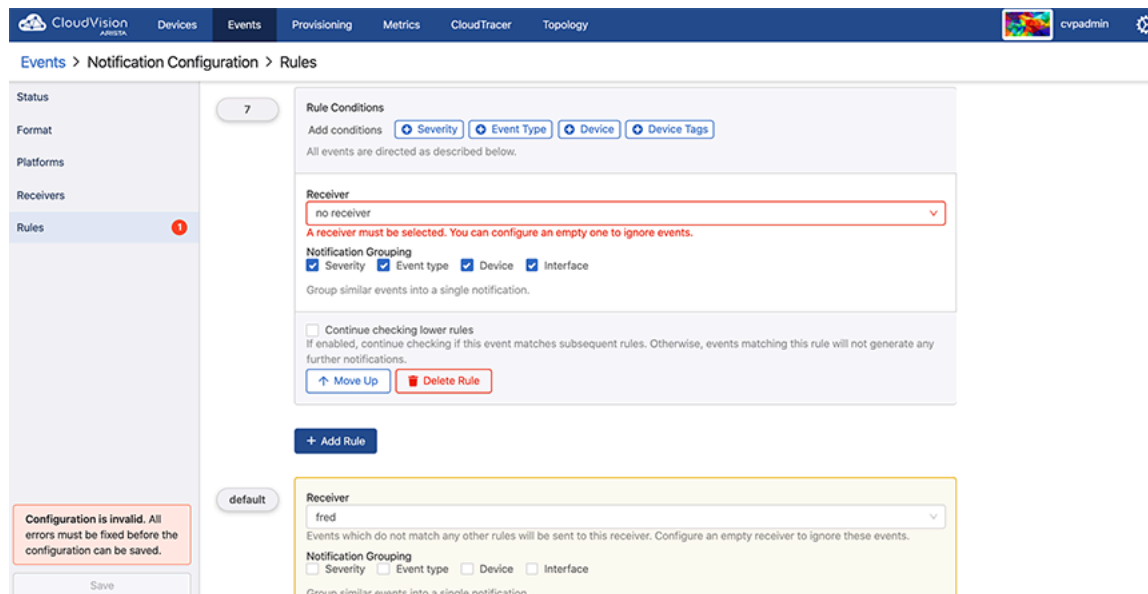 CloudVision
ARISTA
Devices
Events
Provisioning
Metrics
CloudTracer
Topology
cvpadmin
Events > Notification Configuration > Rules
Status
Format
Platforms
Receivers
Rules
1
Configuration is invalid. All
errors must be fixed before the
configuration can be saved.
Save
7
Rule Conditions
Add conditions
Severity
Event Type
Device
Device Tags
All events are directed as described below.
Receiver
no receiver
A receiver must be selected. You can configure an empty one to ignore events.
Notification Grouping
Severity
Event type
Device
Interface
Group similar events into a single notification.
Continue checking lower rules
If enabled, continue checking if this event matches subsequent rules. Otherwise, events matching this rule will not generate any
further notifications.
Move Up
Delete Rule
+ Add Rule
default
Receiver
fred
Events which do not match any other rules will be sent to this receiver. Configure an empty receiver to ignore these events.
Notification Grouping
Severity
Event type
Device
Interface
Group similar events into a single notification.